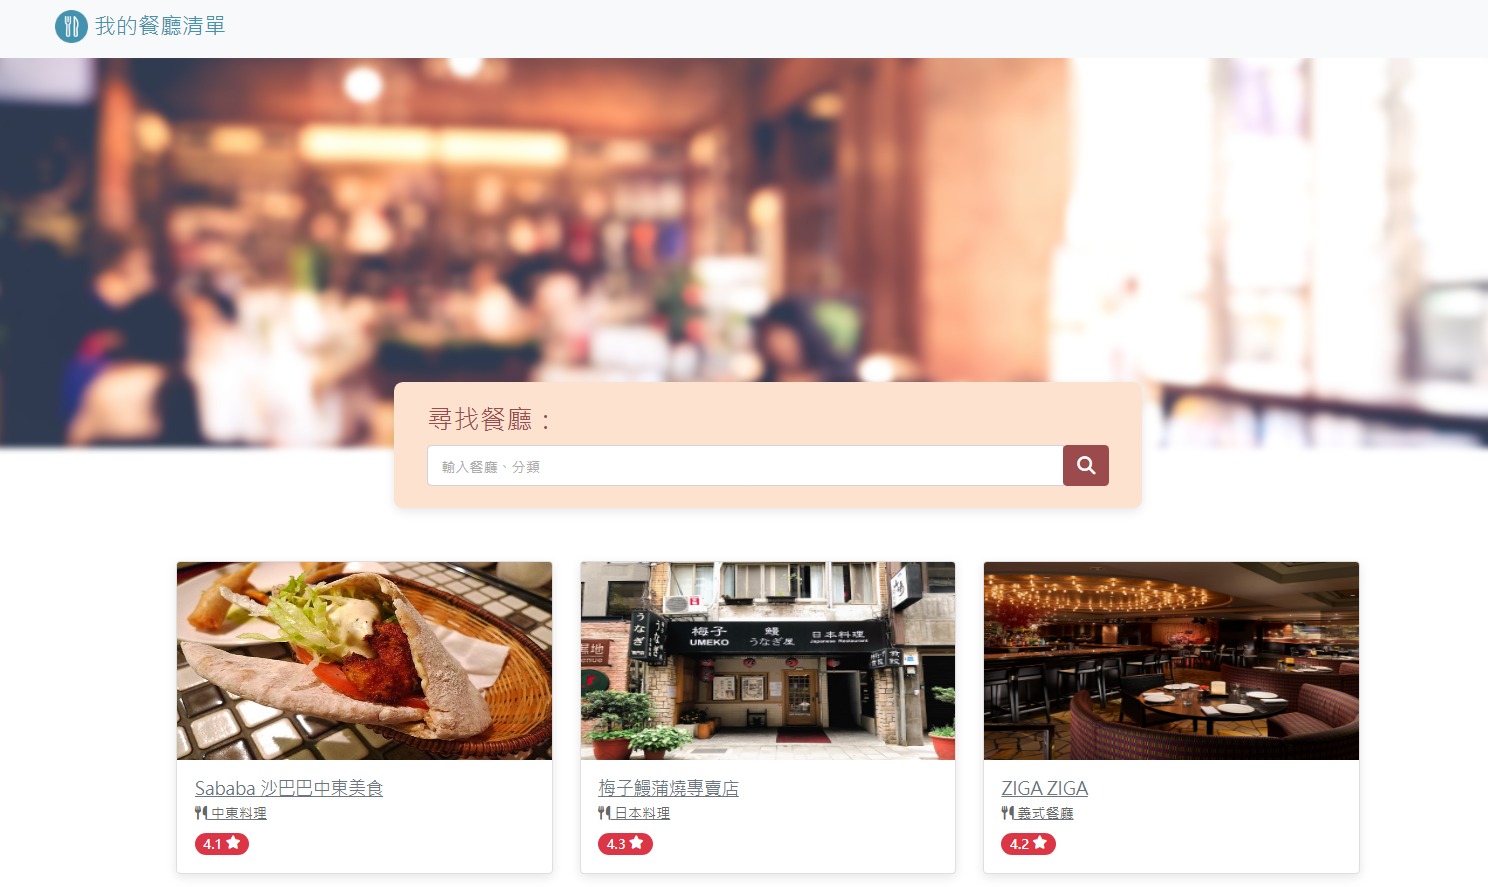 我的餐廳清單
尋找餐廳：
輸入餐廳、分類
梅子 鰻 日本料理
UMEKO うなぎ屋 Japanese Restaurant
うなぎ
Sababa 沙巴巴中東美食
中東料理
4.1
梅子鰻蒲燒專賣店
日本料理
4.3
ZIGA ZIGA
義式餐廳
4.2